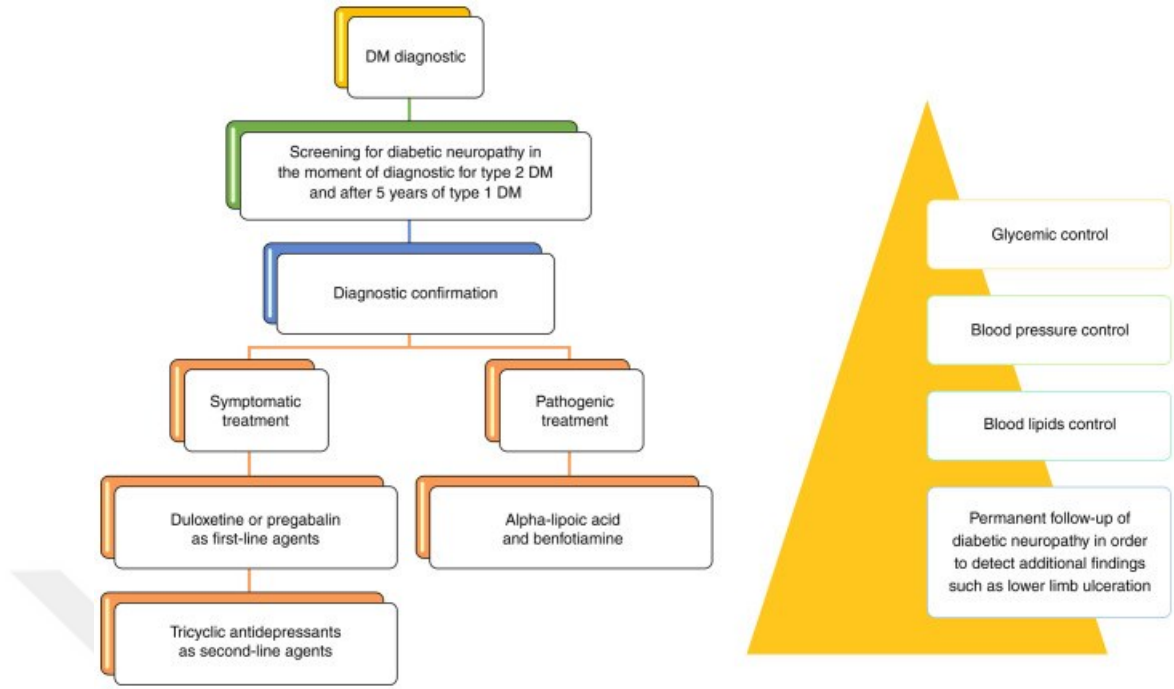 DM diagnostic
Screening for diabetic neuropathy in
the moment of diagnostic for type 2 DM
and after 5 years of type 1 DM
Diagnostic confirmation
Symptomatic
treatment
Pathogenic
treatment
Duloxetine or pregabalin
as first-line agents
Alpha-lipoic acid
and benfotiamine
Tricyclic antidepressants
as second-line agents
Glycemic control
Blood pressure control
Blood lipids control
Permanent follow-up of
diabetic neuropathy in order
to detect additional findings
such as lower limb ulceration